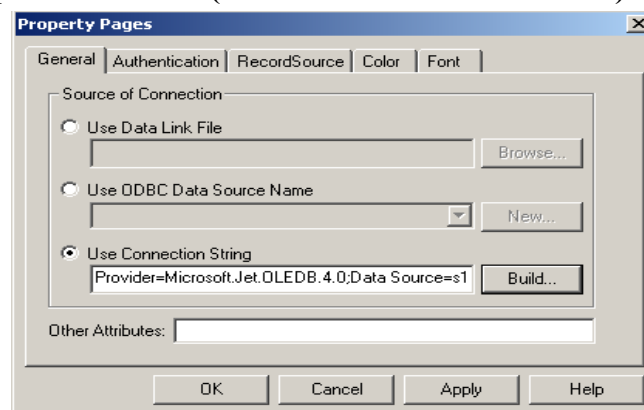 Property Pages
General Authentication RecordSource Color Font
Source of Connection
Use Data Link File
Browse...
Use ODBC Data Source Name
New...
Use Connection String
Provider=Microsoft.Jet.OLEDB.4.0;Data Source=s1 Build...
Other Attributes:
OK Cancel Apply Help